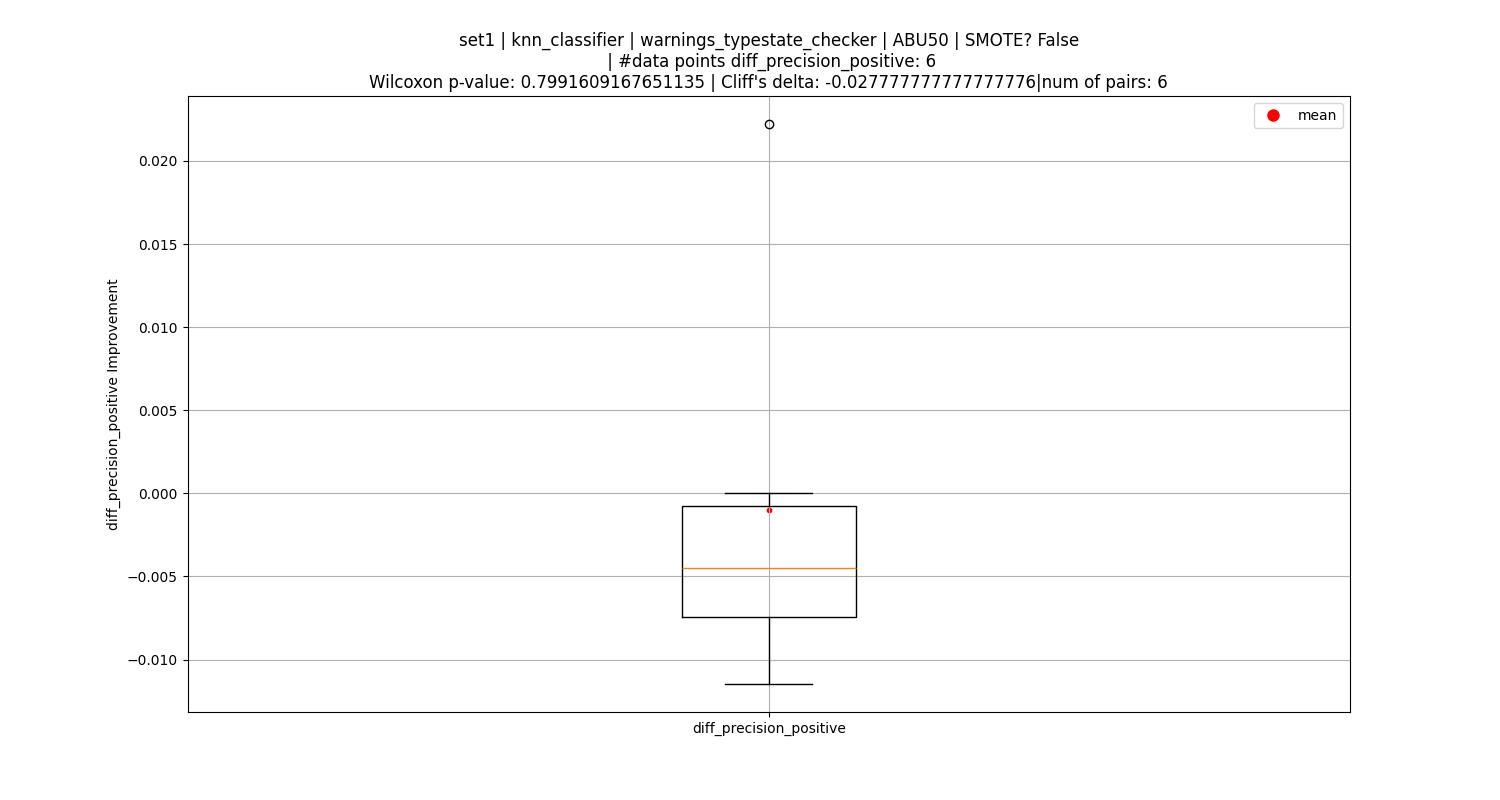 set1 | knn_classifier | warnings_typestate_checker | ABU50 | SMOTE? False
| #data points diff_precision_positive: 6
Wilcoxon p-value: 0.7991609167651135 | Cliff's delta: -0.027777777777777776|num of pairs: 6
mean
0.020
0.015
0.010
0.005
0.000
−0.005
−0.010
diff_precision_positive Improvement
diff_precision_positive